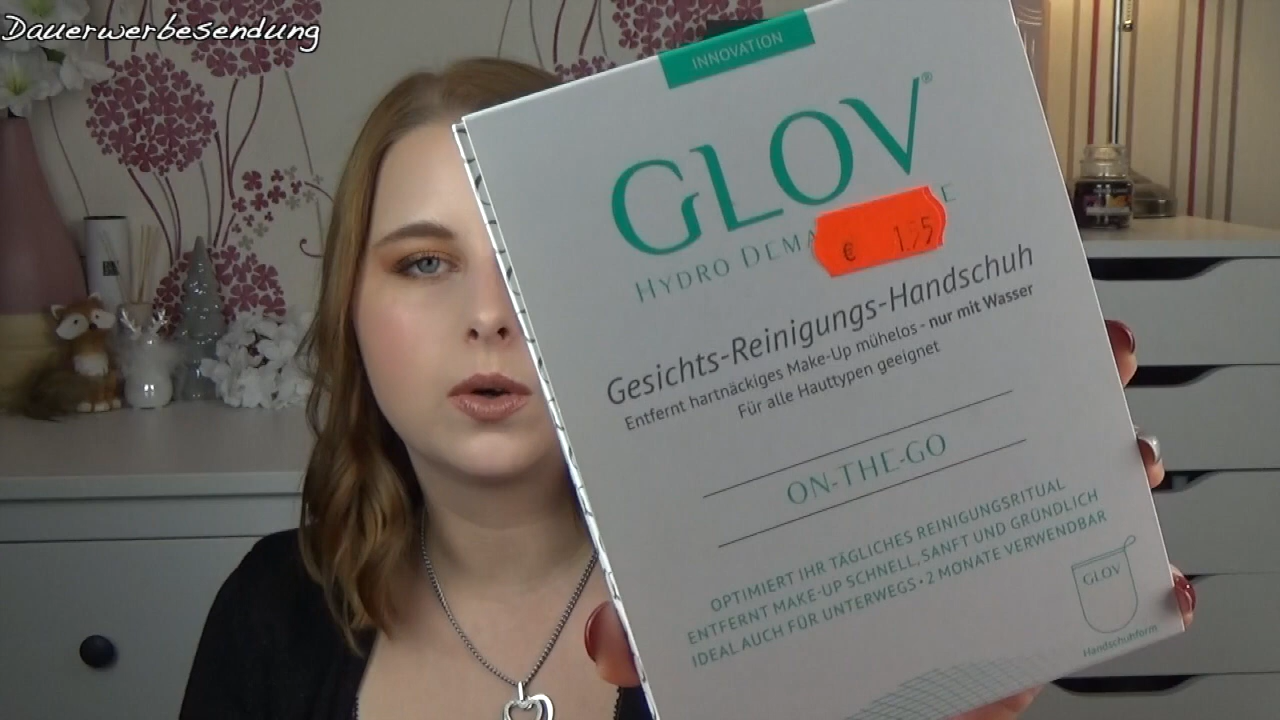 Dauerwerbesendung
INNOVATION
GLOV®
HYDRO DEMA E
€ 1.75
Gesichts-Reinigungs-Handschuh
Entfernt hartnäckiges Make-Up mühelos - nur mit Wasser
Für alle Hauttypen geeignet
ON-THE-GO
OPTIMIERT IHR TÄGLICHES REINIGUNGSRITUAL
ENTFERNT MAKE-UP SCHNELL, SANFT UND GRÜNDLICH
IDEAL AUCH FÜR UNTERWEGS • 2 MONATE VERWENDBAR
GLOV
Handschuhform